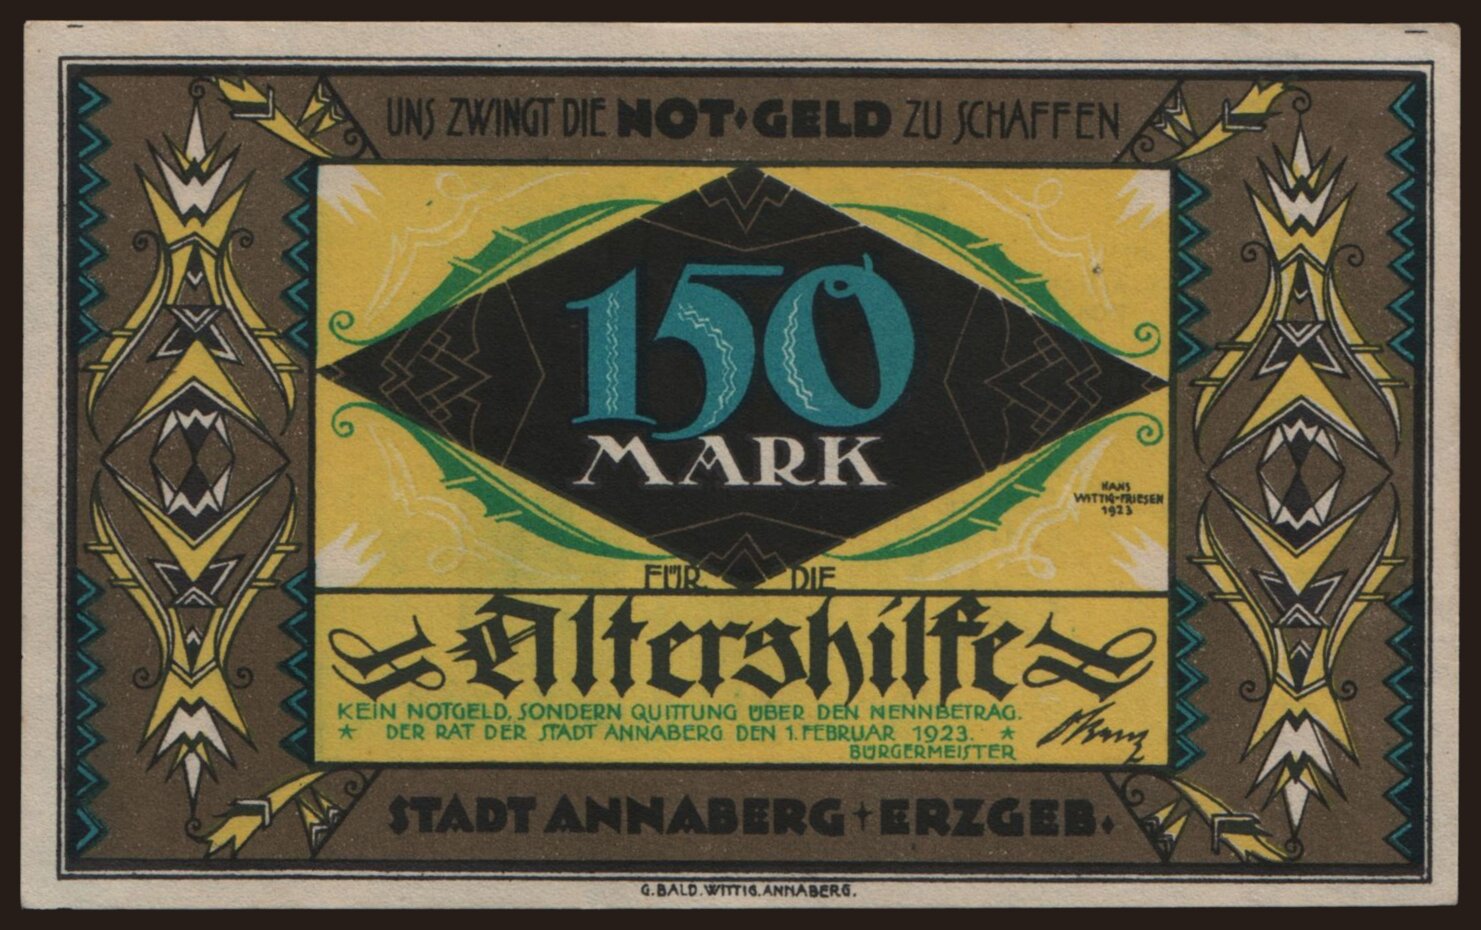 UNS ZWINGT DIE NOT⬩GELD ZU SCHAFFEN
150
MARK
HANS
WITTIG-FRIESEN
1923
FÜR DIE
Altershilfe
KEIN NOTGELD, SONDERN QUITTUNG ÜBER DEN NENNBETRAG.
* DER RAT DER STADT ANNABERG DEN 1. FEBRUAR 1923. *
BÜRGERMEISTER
STADT ANNABERG + ERZGEB.
G. BALD. WITTIG. ANNABERG.